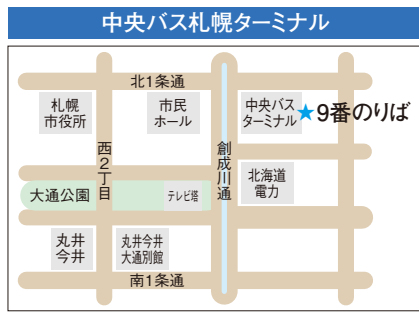 中央バス札幌ターミナル
北1条通
札幌
市役所
市民
ホール
中央バス
ターミナル
★9番のりば
西2丁目
創成川通
大通公園
テレビ塔
北海道
電力
丸井
今井
丸井今井
大通別館
南1条通